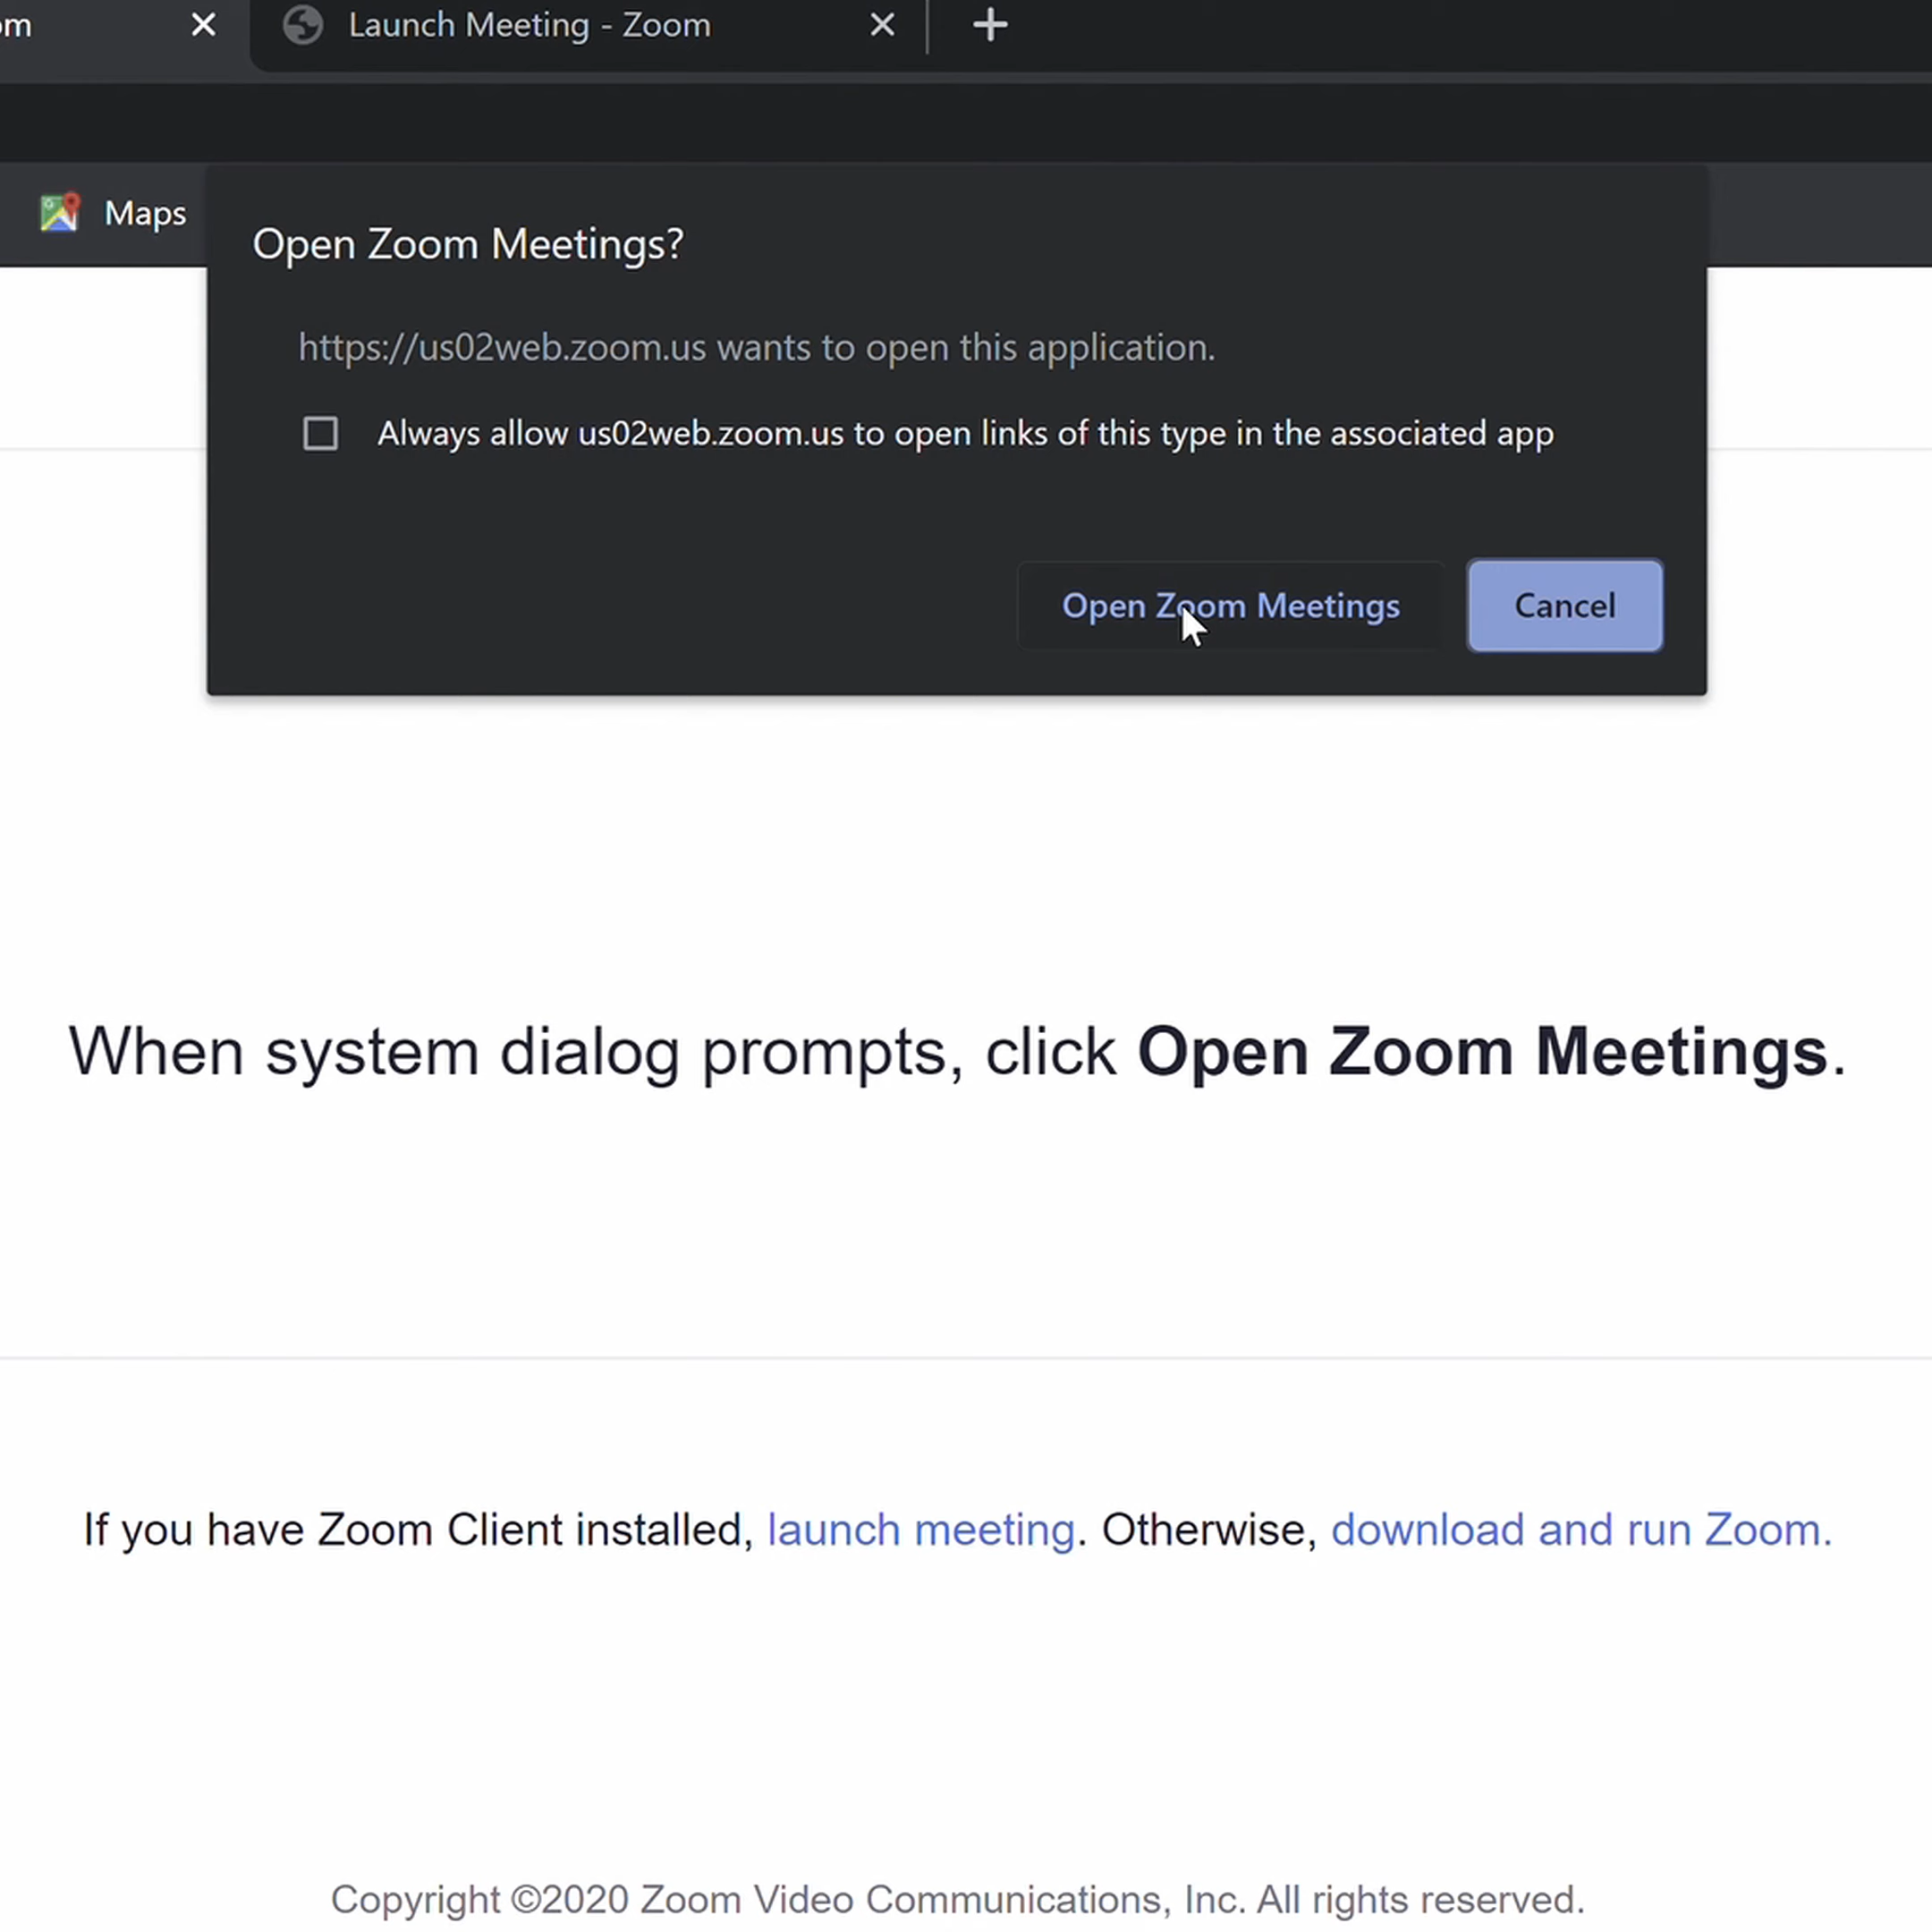 om
Launch Meeting - Zoom
Maps
Open Zoom Meetings?
https://us02web.zoom.us wants to open this application.
Always allow us02web.zoom.us to open links of this type in the associated app
Open Zoom Meetings
Cancel
When system dialog prompts, click Open Zoom Meetings.
If you have Zoom Client installed, launch meeting. Otherwise, download and run Zoom.
Copyright ©2020 Zoom Video Communications, Inc. All rights reserved.